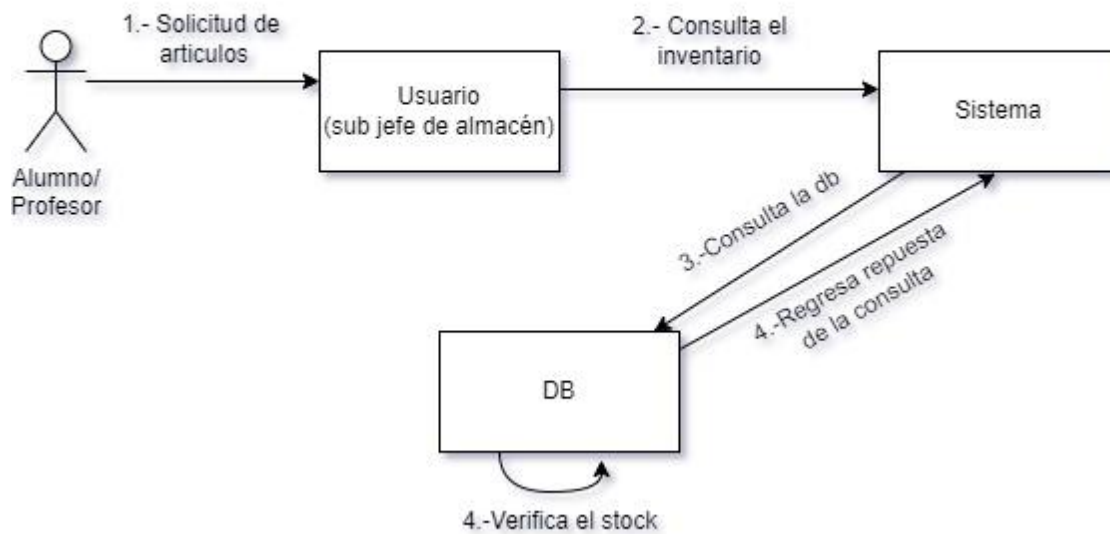 1.- Solicitud de
articulos
2.- Consulta el
inventario
Usuario
(sub jefe de almacén)
Sistema
Alumno/
Profesor
3.-Consulta la db
4.-Regresa repuesta
de la consulta
DB
4.-Verifica el stock